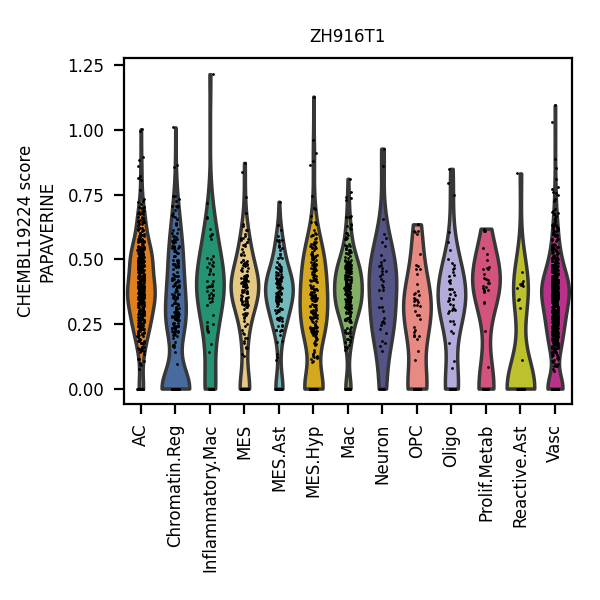 ZH916T1
CHEMBL19224 score
PAPAVERINE
1.25
1.00
0.75
0.50
0.25
0.00
AC
Chromatin.Reg
Inflammatory.Mac
MES
MES.Ast
MES.Hyp
Mac
Neuron
OPC
Oligo
Prolif.Metab
Reactive.Ast
Vasc